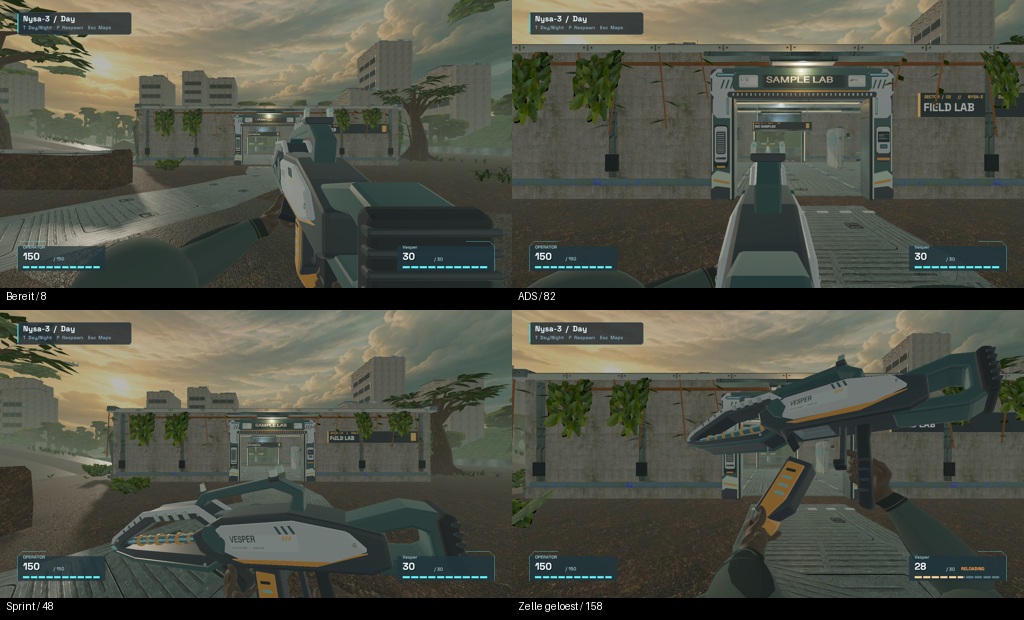 Nysa-3 / Day
T Day/Night P Respawn Esc Maps
OPERATOR
150 / 150
Vesper
30 / 30
Bereit/8
Nysa-3 / Day
T Day/Night P Respawn Esc Maps
SAMPLE LAB
FIELD LAB
OPERATOR
150 / 150
Vesper
30 / 30
ADS/82
Nysa-3 / Day
T Day/Night P Respawn Esc Maps
SAMPLE LAB
FIELD LAB
VESPER
OPERATOR
150 / 150
Vesper
30 / 30
Sprint/48
Nysa-3 / Day
T Day/Night P Respawn Esc Maps
VESPER
LAB
OPERATOR
150 / 150
Vesper
28 / 30 RELOADING
Zelle geloest/158